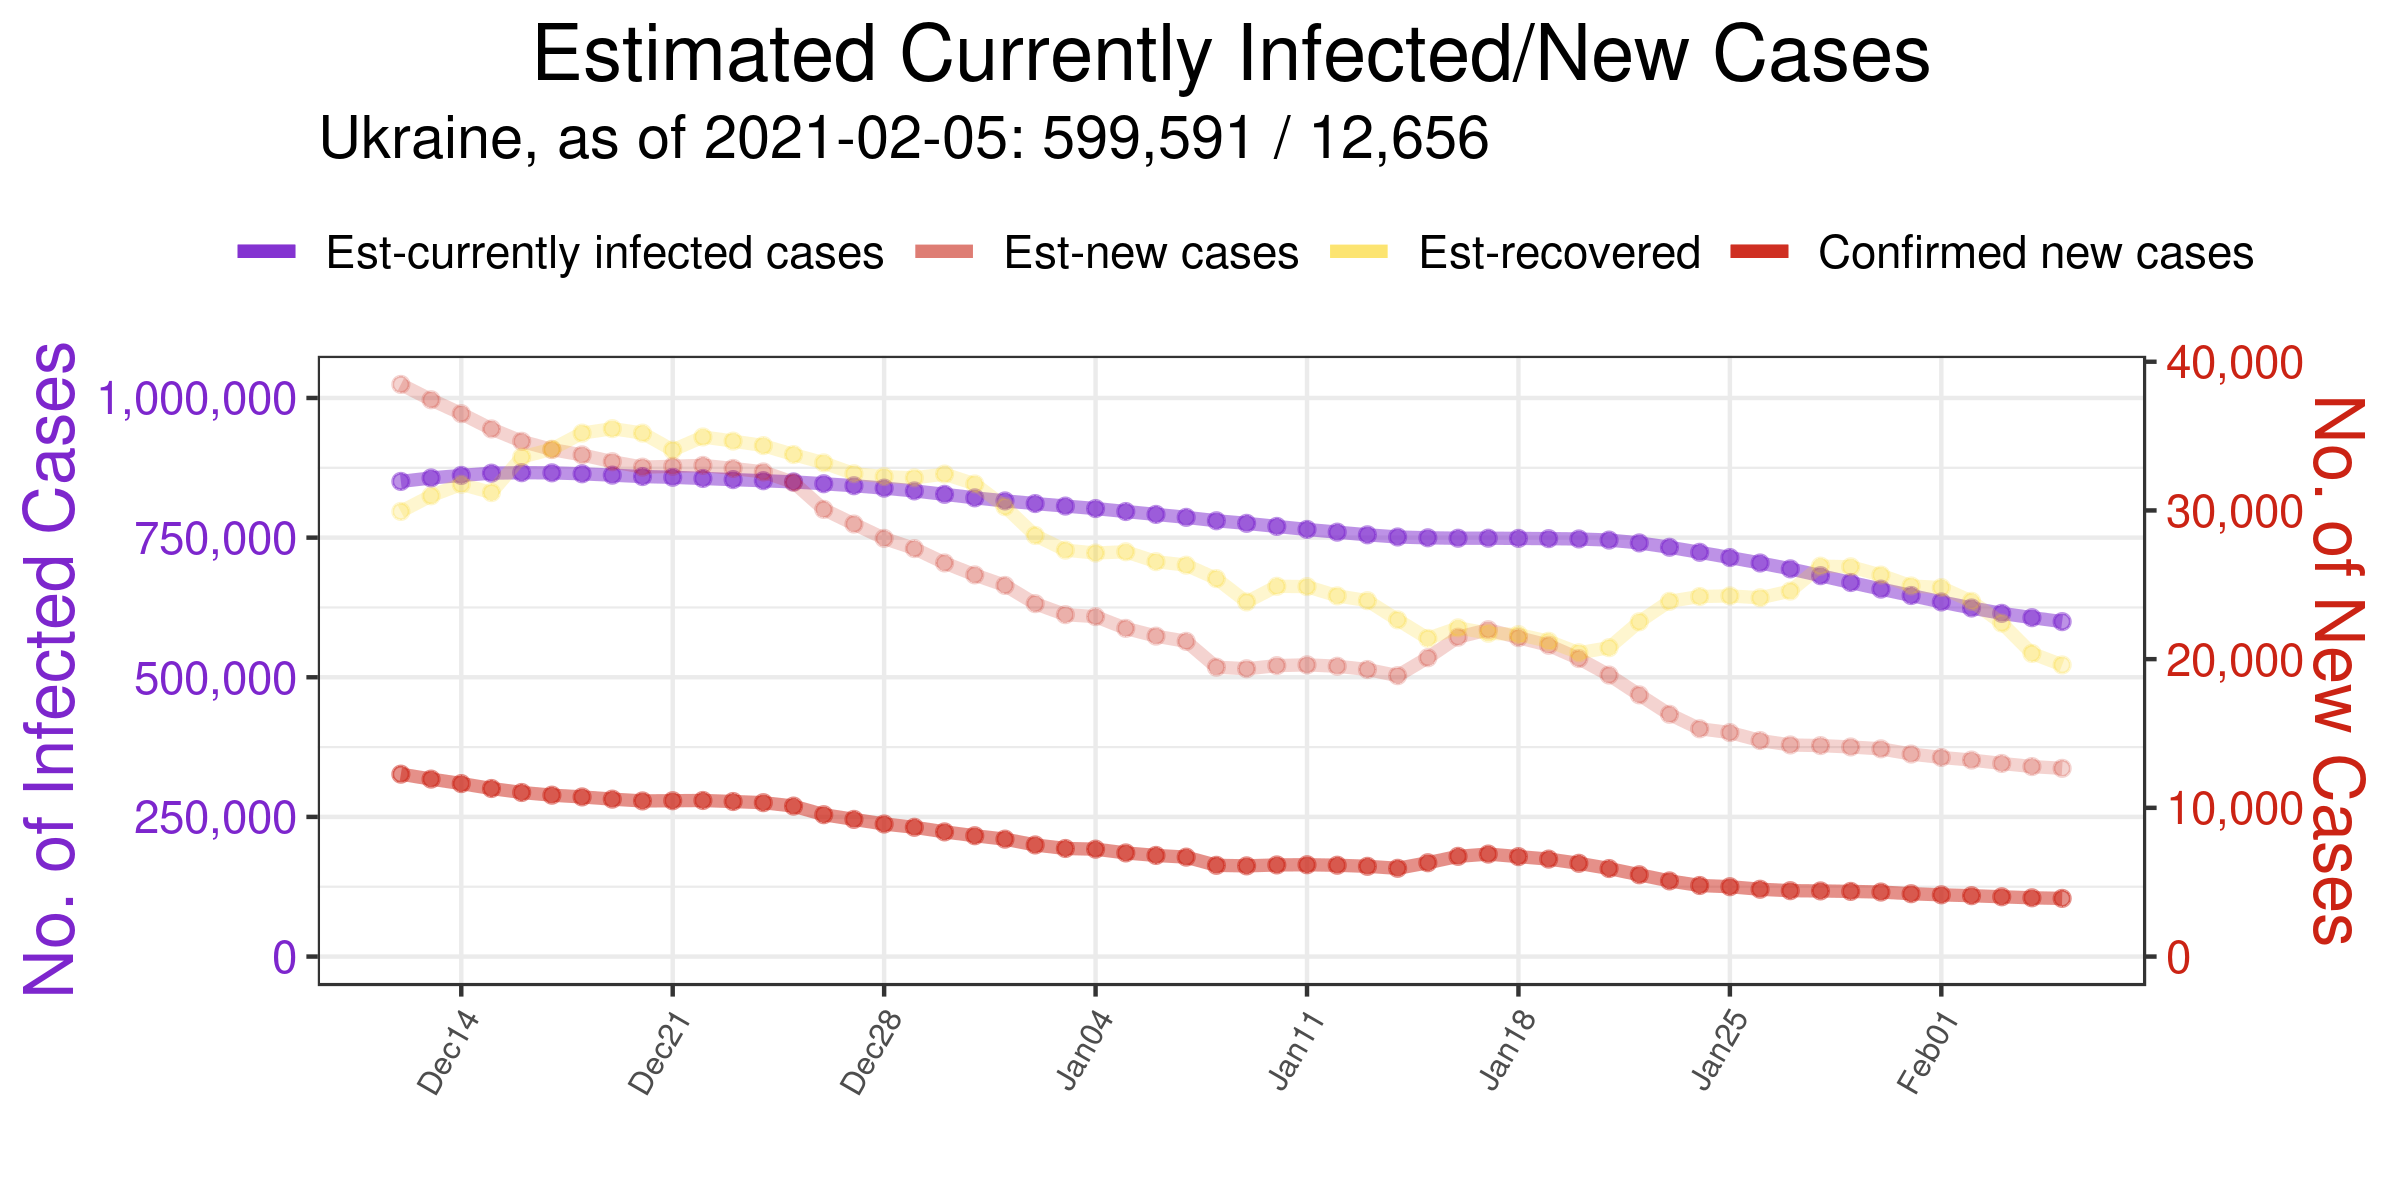 Estimated Currently Infected/New Cases
Ukraine, as of 2021-02-05: 599,591 / 12,656
Est-currently infected cases Est-new cases Est-recovered Confirmed new cases
No. of Infected Cases
1,000,000
750,000
500,000
250,000
0
40,000
30,000
20,000
10,000
0
No. of New Cases
Dec14 Dec21 Dec28 Jan04 Jan11 Jan18 Jan25 Feb01